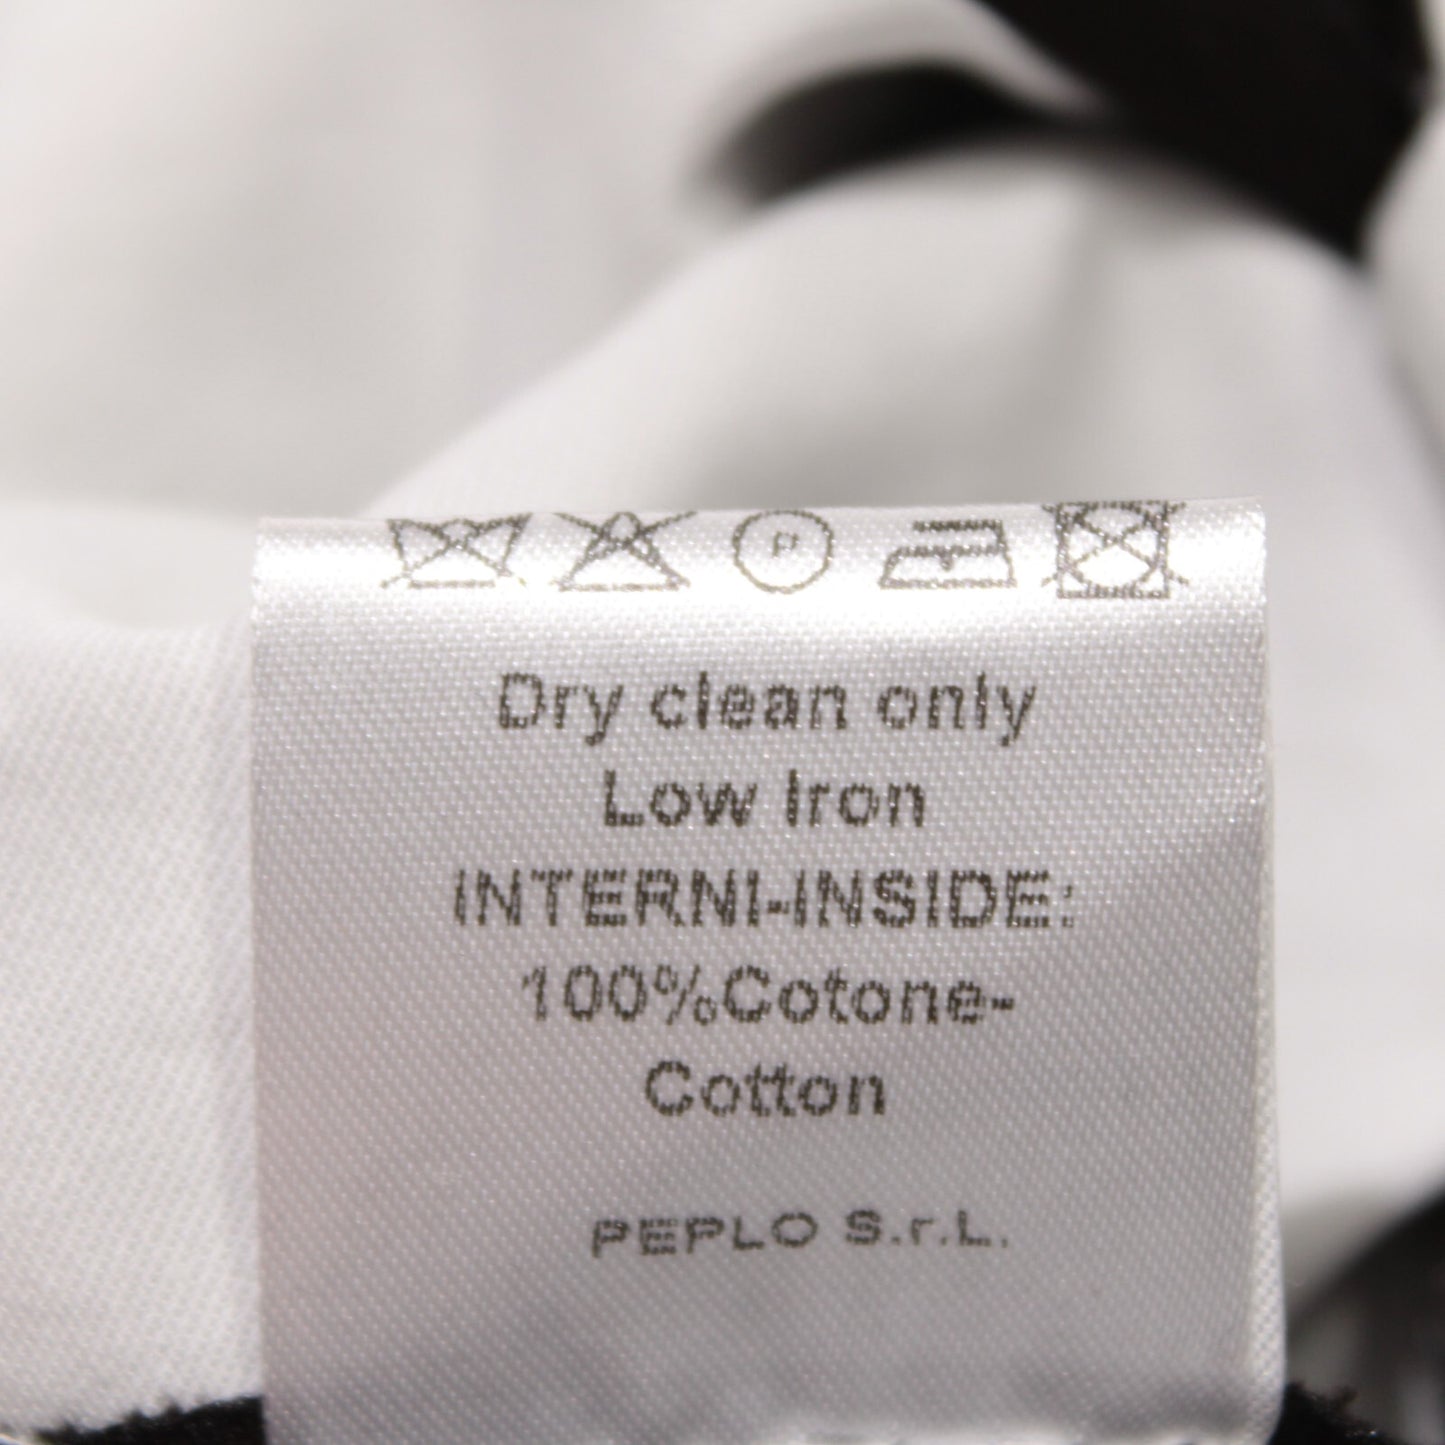 P
Dry clean only
Low Iron
INTERNI-INSIDE:
100%Cotone-
Cotton
PEPLO S.r.L.